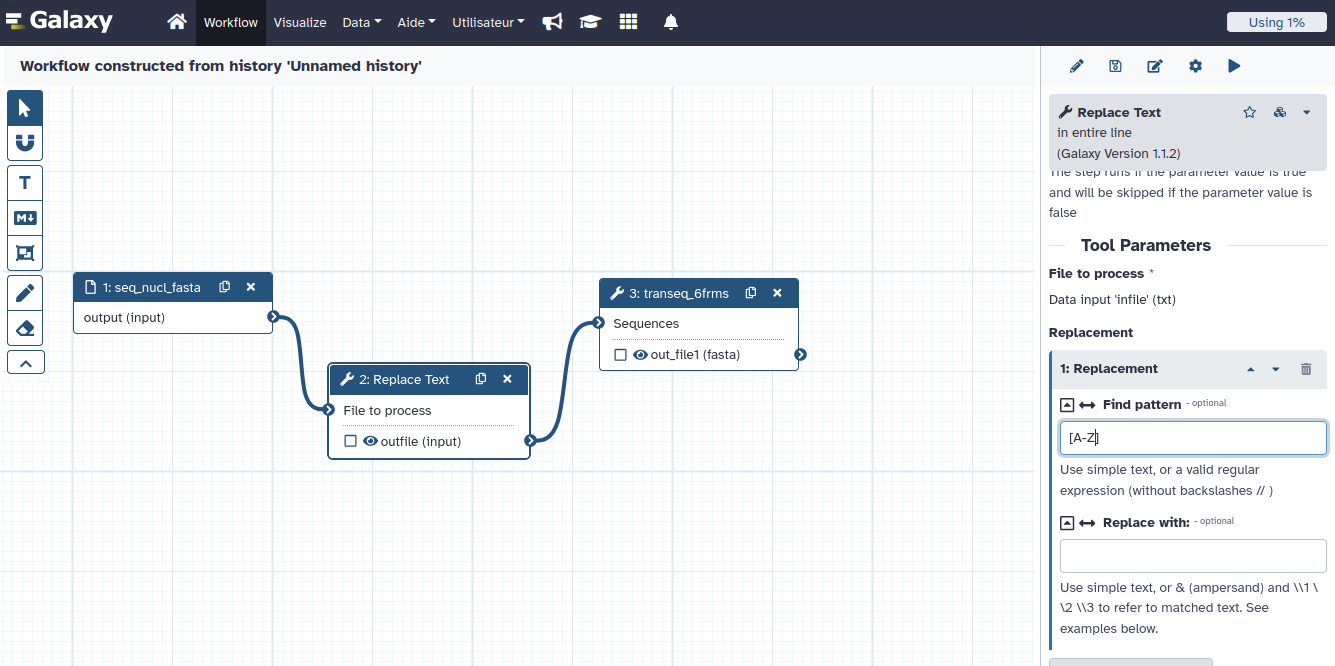 Galaxy
Workflow
Visualize
Data
Aide
Utilisateur
Using 1%
Workflow constructed from history 'Unnamed history'
T
M
1: seq_nucl_fasta
output (input)
2: Replace Text
File to process
outfile (input)
3: transeq_6frms
Sequences
out_file1 (fasta)
Replace Text
in entire line
(Galaxy Version 1.1.2)
The step runs if the parameter value is true
and will be skipped if the parameter value is
false
Tool Parameters
File to process *
Data input 'infile' (txt)
Replacement
1: Replacement
Find pattern - optional
[A-Z]
Use simple text, or a valid regular
expression (without backslashes // )
Replace with: - optional
Use simple text, or & (ampersand) and \\1 \
\2 \\3 to refer to matched text. See
examples below.